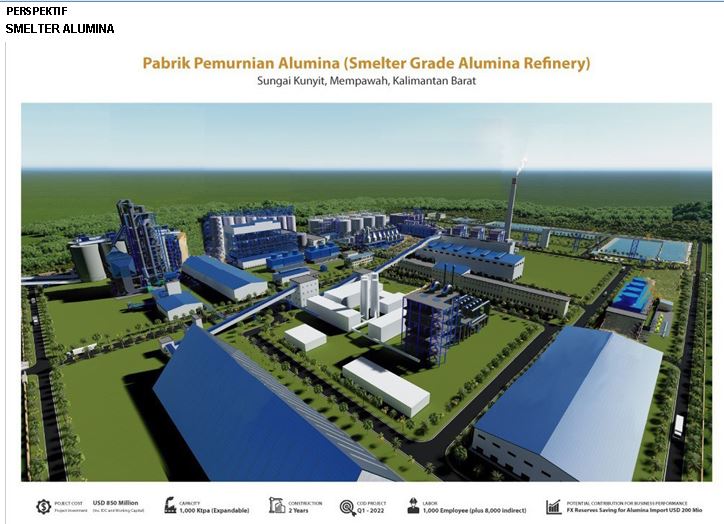 PERSPEKTIF
SMELTER ALUMINA
Pabrik Pemurnian Alumina (Smelter Grade Alumina Refinery)
Sungai Kunyit, Mempawah, Kalimantan Barat
POJECT COST
Project Investment
USD 850 Million
(Inc. IDC and Working Capital)
CAPACITY
1,000 Ktpa (Expandable)
CONSTRUCTION
2 Years
COD PROJECT
Q1 - 2022
LABOR
1,000 Employee (plus 8,000 indirect)
POTENTIAL CONTRIBUTION FOR BUSINESS PERFORMANCE
FX Reserves Saving for Alumina Import USD 200 Mio